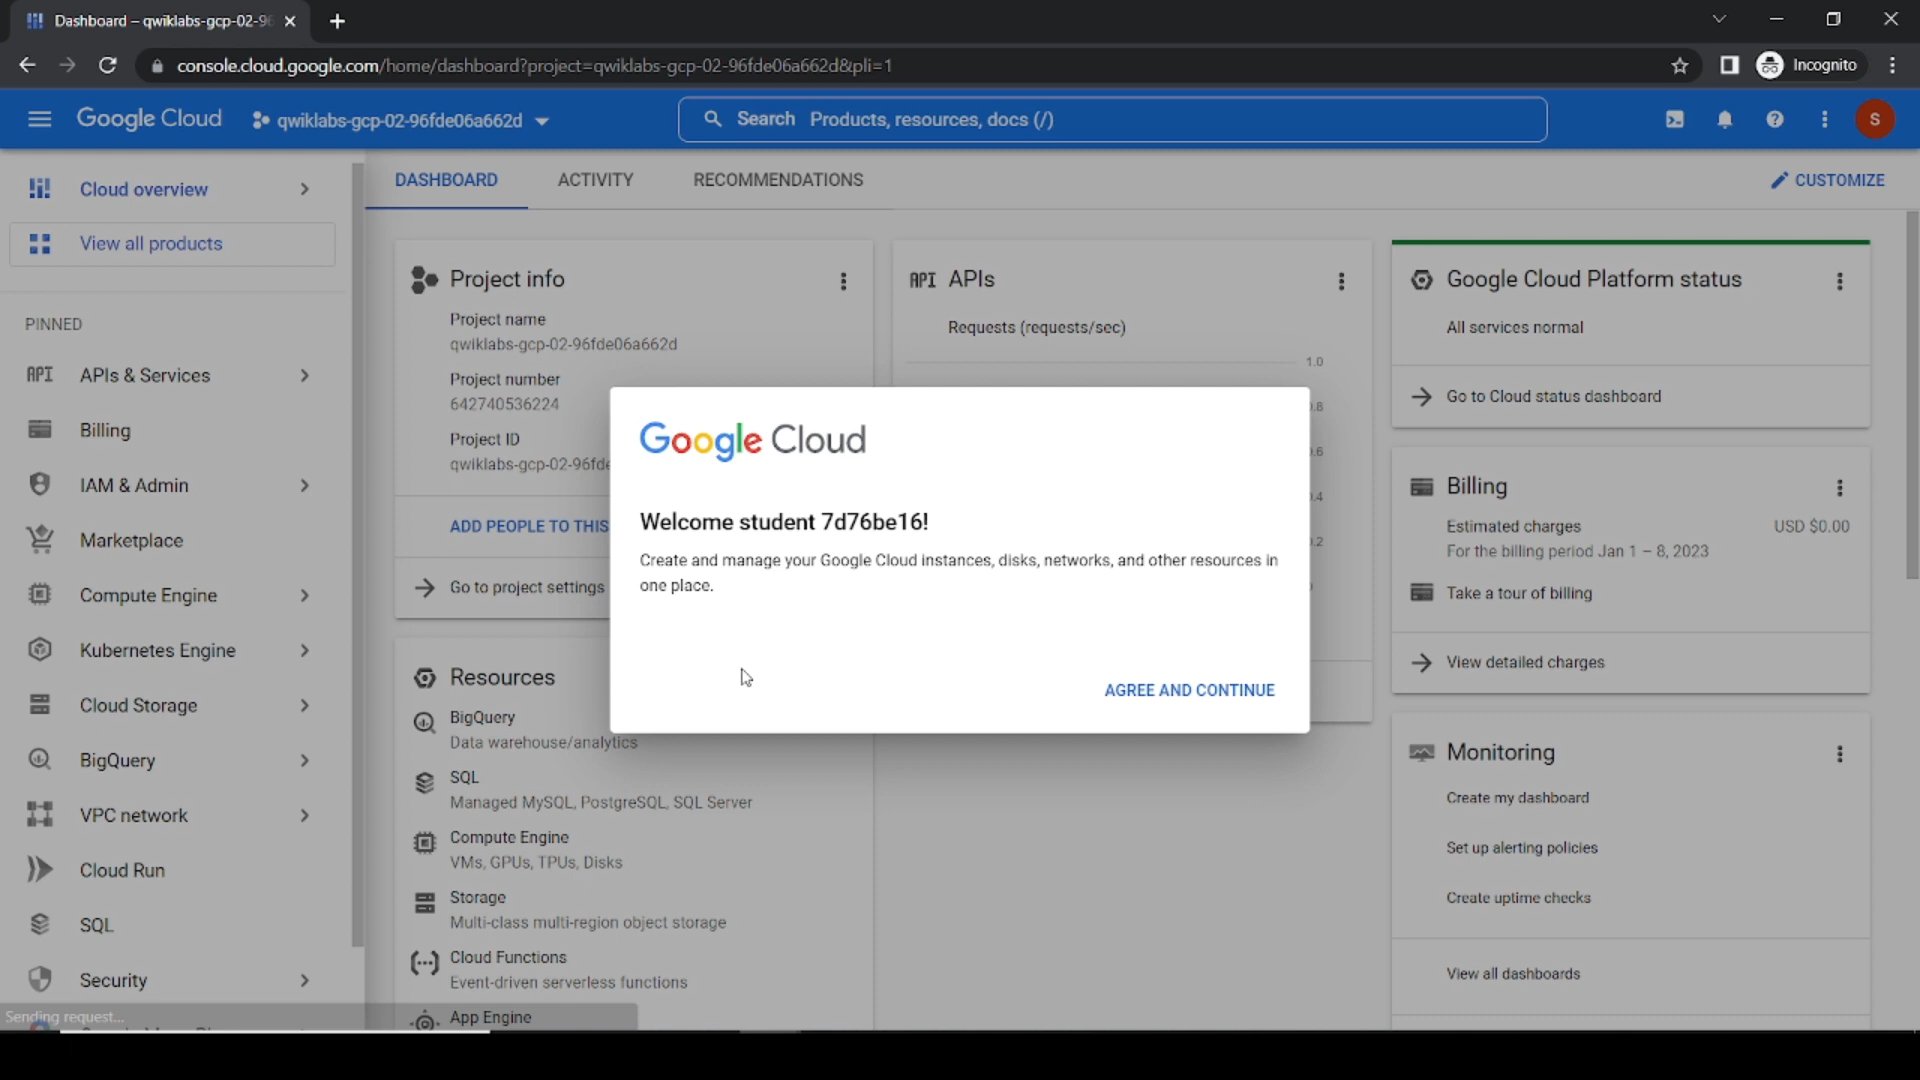 Dashboard – qwiklabs-gcp-02-96
console.cloud.google.com/home/dashboard?project=qwiklabs-gcp-02-96fde06a662d&pli=1
Incognito
Google Cloud
qwiklabs-gcp-02-96fde06a662d
Search Products, resources, docs (/)
S
Cloud overview
View all products
PINNED
API APIs & Services
Billing
IAM & Admin
Marketplace
Compute Engine
Kubernetes Engine
Cloud Storage
BigQuery
VPC network
Cloud Run
SQL
Security
Sending request...
DASHBOARD
ACTIVITY
RECOMMENDATIONS
CUSTOMIZE
Project info
Project name
qwiklabs-gcp-02-96fde06a662d
Project number
642740536224
Project ID
qwiklabs-gcp-02-96fde
ADD PEOPLE TO THIS
Go to project settings
Resources
BigQuery
Data warehouse/analytics
SQL
Managed MySQL, PostgreSQL, SQL Server
Compute Engine
VMs, GPUs, TPUs, Disks
Storage
Multi-class multi-region object storage
Cloud Functions
Event-driven serverless functions
App Engine
API APIs
Requests (requests/sec)
1.0
.8
.6
.4
.2
Google Cloud
Welcome student 7d76be16!
Create and manage your Google Cloud instances, disks, networks, and other resources in
one place.
AGREE AND CONTINUE
Google Cloud Platform status
All services normal
Go to Cloud status dashboard
Billing
Estimated charges
USD $0.00
For the billing period Jan 1 – 8, 2023
Take a tour of billing
View detailed charges
Monitoring
Create my dashboard
Set up alerting policies
Create uptime checks
View all dashboards